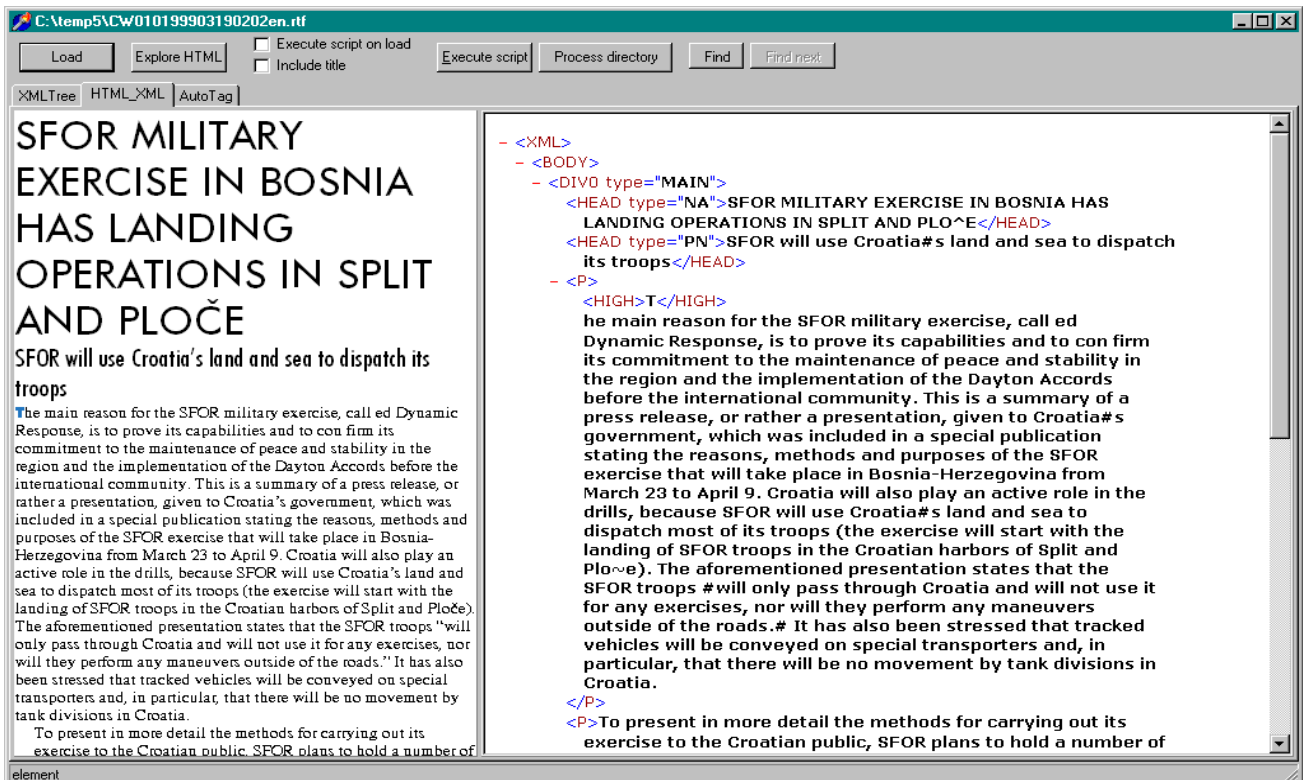 C:\temp5\CW010199903190202en.rtf
Load
Explore HTML
Execute script on load
Include title
Execute script
Process directory
Find
Find next
XMLTree
HTML_XML
AutoTag
SFOR MILITARY
EXERCISE IN BOSNIA
HAS LANDING
OPERATIONS IN SPLIT
AND PLOČE
SFOR will use Croatia's land and sea to dispatch its
troops
The main reason for the SFOR military exercise, call ed Dynamic
Response, is to prove its capabilities and to con firm its
commitment to the maintenance of peace and stability in the
region and the implementation of the Dayton Accords before the
international community. This is a summary of a press release, or
rather a presentation, given to Croatia's government, which was
included in a special publication stating the reasons, methods and
purposes of the SFOR exercise that will take place in Bosnia-
Herzegovina from March 23 to April 9. Croatia will also play an
active role in the drills, because SFOR will use Croatia's land and
sea to dispatch most of its troops (the exercise will start with the
landing of SFOR troops in the Croatian harbors of Split and Ploče).
The aforementioned presentation states that the SFOR troops "will
only pass through Croatia and will not use it for any exercises, nor
will they perform any maneuvers outside of the roads." It has also
been stressed that tracked vehicles will be conveyed on special
transporters and, in particular, that there will be no movement by
tank divisions in Croatia.
To present in more detail the methods for carrying out its
exercise to the Croatian public, SFOR plans to hold a number of
- <XML>
- <BODY>
- <DIV0 type="MAIN">
<HEAD type="NA">SFOR MILITARY EXERCISE IN BOSNIA HAS
LANDING OPERATIONS IN SPLIT AND PLO^E</HEAD>
<HEAD type="PN">SFOR will use Croatia#s land and sea to dispatch
its troops</HEAD>
- <P>
<HIGH>T</HIGH>
he main reason for the SFOR military exercise, call ed
Dynamic Response, is to prove its capabilities and to con firm
its commitment to the maintenance of peace and stability in
the region and the implementation of the Dayton Accords
before the international community. This is a summary of a
press release, or rather a presentation, given to Croatia#s
government, which was included in a special publication
stating the reasons, methods and purposes of the SFOR
exercise that will take place in Bosnia-Herzegovina from
March 23 to April 9. Croatia will also play an active role in the
drills, because SFOR will use Croatia#s land and sea to
dispatch most of its troops (the exercise will start with the
landing of SFOR troops in the Croatian harbors of Split and
Plo~e). The aforementioned presentation states that the
SFOR troops #will only pass through Croatia and will not use it
for any exercises, nor will they perform any maneuvers
outside of the roads.# It has also been stressed that tracked
vehicles will be conveyed on special transporters and, in
particular, that there will be no movement by tank divisions in
Croatia.
</P>
<P>To present in more detail the methods for carrying out its
exercise to the Croatian public, SFOR plans to hold a number of
element